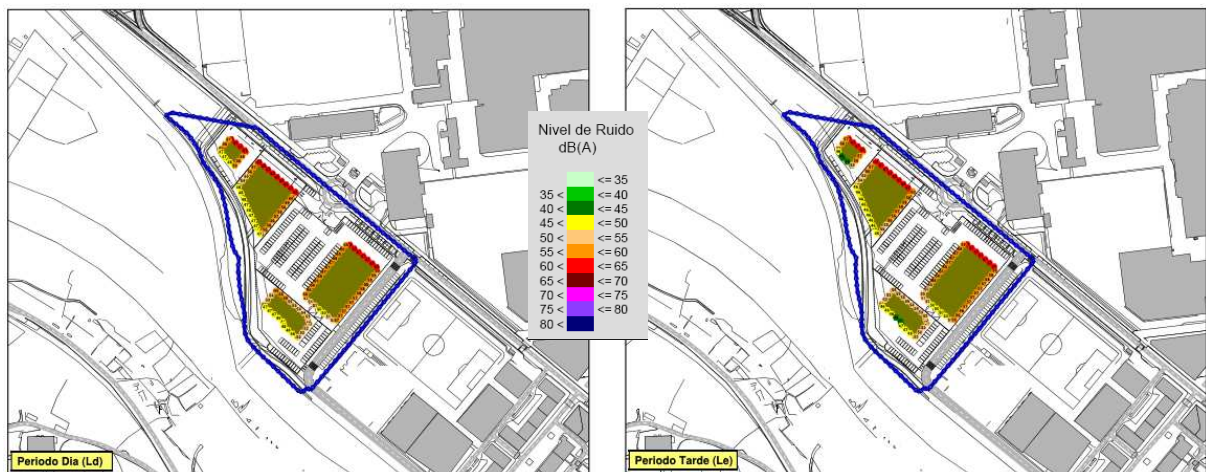 Nivel de Ruido
dB(A)
<= 35
35 < <= 40
40 < <= 45
45 < <= 50
50 < <= 55
55 < <= 60
60 < <= 65
65 < <= 70
70 < <= 75
75 < <= 80
80 <
Periodo Dia (Ld)
Periodo Tarde (Le)